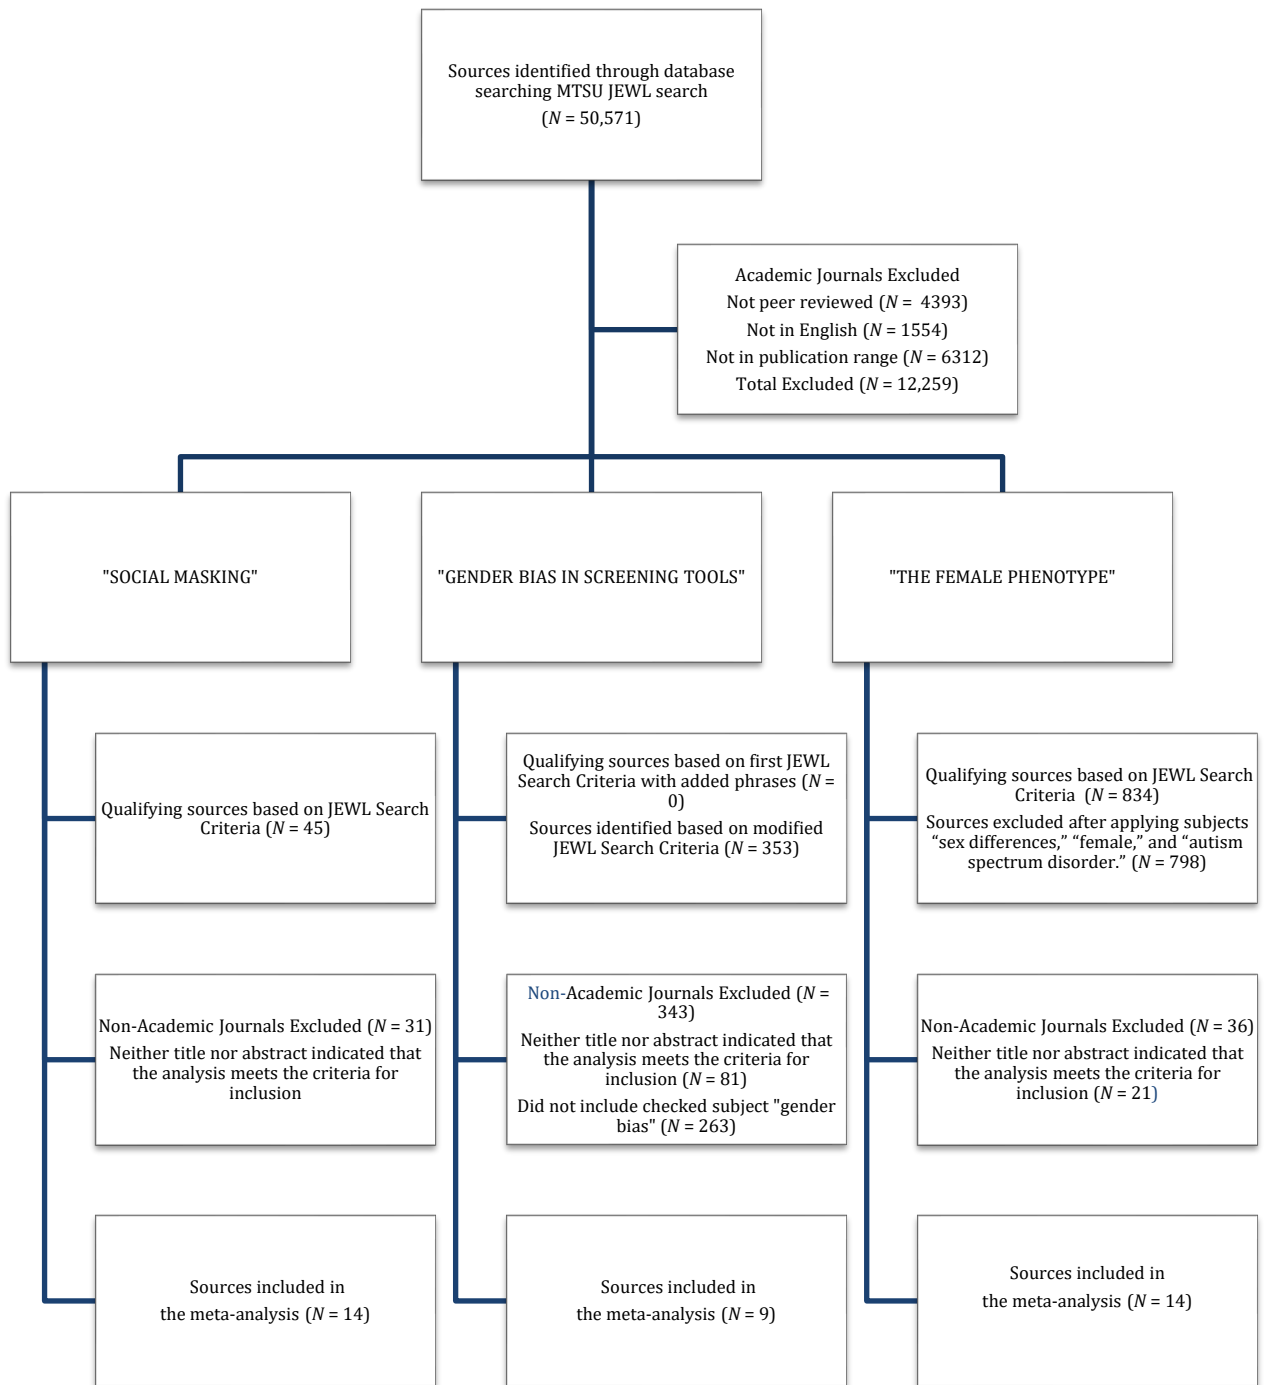 Sources identified through database
searching MTSU JEWL search
(N = 50,571)
Academic Journals Excluded
Not peer reviewed (N =  4393)
Not in English (N = 1554)
Not in publication range (N = 6312)
Total Excluded (N = 12,259)
"SOCIAL MASKING"
"GENDER BIAS IN SCREENING TOOLS"
"THE FEMALE PHENOTYPE"
Qualifying sources based on JEWL Search
Criteria (N = 45)
Qualifying sources based on first JEWL
Search Criteria with added phrases (N =
0)
Sources identified based on modified
JEWL Search Criteria (N = 353)
Qualifying sources based on JEWL Search
Criteria  (N = 834)
Sources excluded after applying subjects
“sex differences,” “female,” and “autism
spectrum disorder.” (N = 798)
Non-Academic Journals Excluded (N = 31)
Neither title nor abstract indicated that
the analysis meets the criteria for
inclusion
Non-Academic Journals Excluded (N =
343)
Neither title nor abstract indicated that
the analysis meets the criteria for
inclusion (N = 81)
Did not include checked subject "gender
bias" (N = 263)
Non-Academic Journals Excluded (N = 36)
Neither title nor abstract indicated that
the analysis meets the criteria for
inclusion (N = 21)
Sources included in
the meta-analysis (N = 14)
Sources included in
the meta-analysis (N = 9)
Sources included in
the meta-analysis (N = 14)